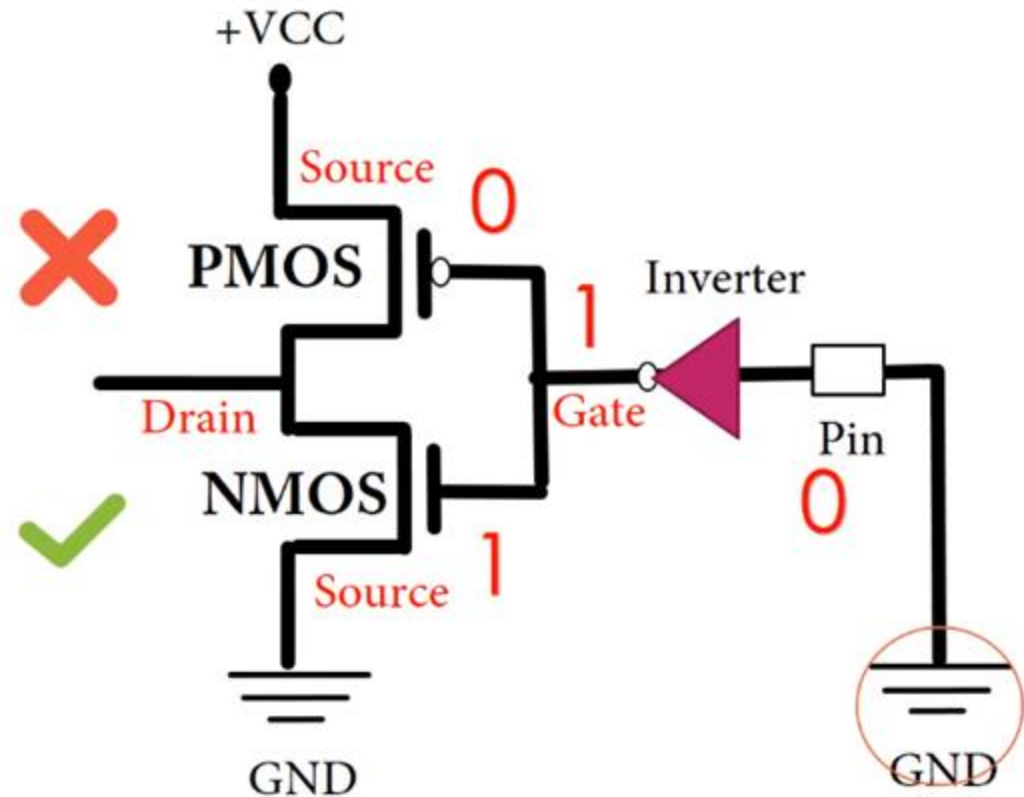 +VCC
Source
0
PMOS
Inverter
1
Drain
Gate
Pin
NMOS
0
1
Source
GND
GND